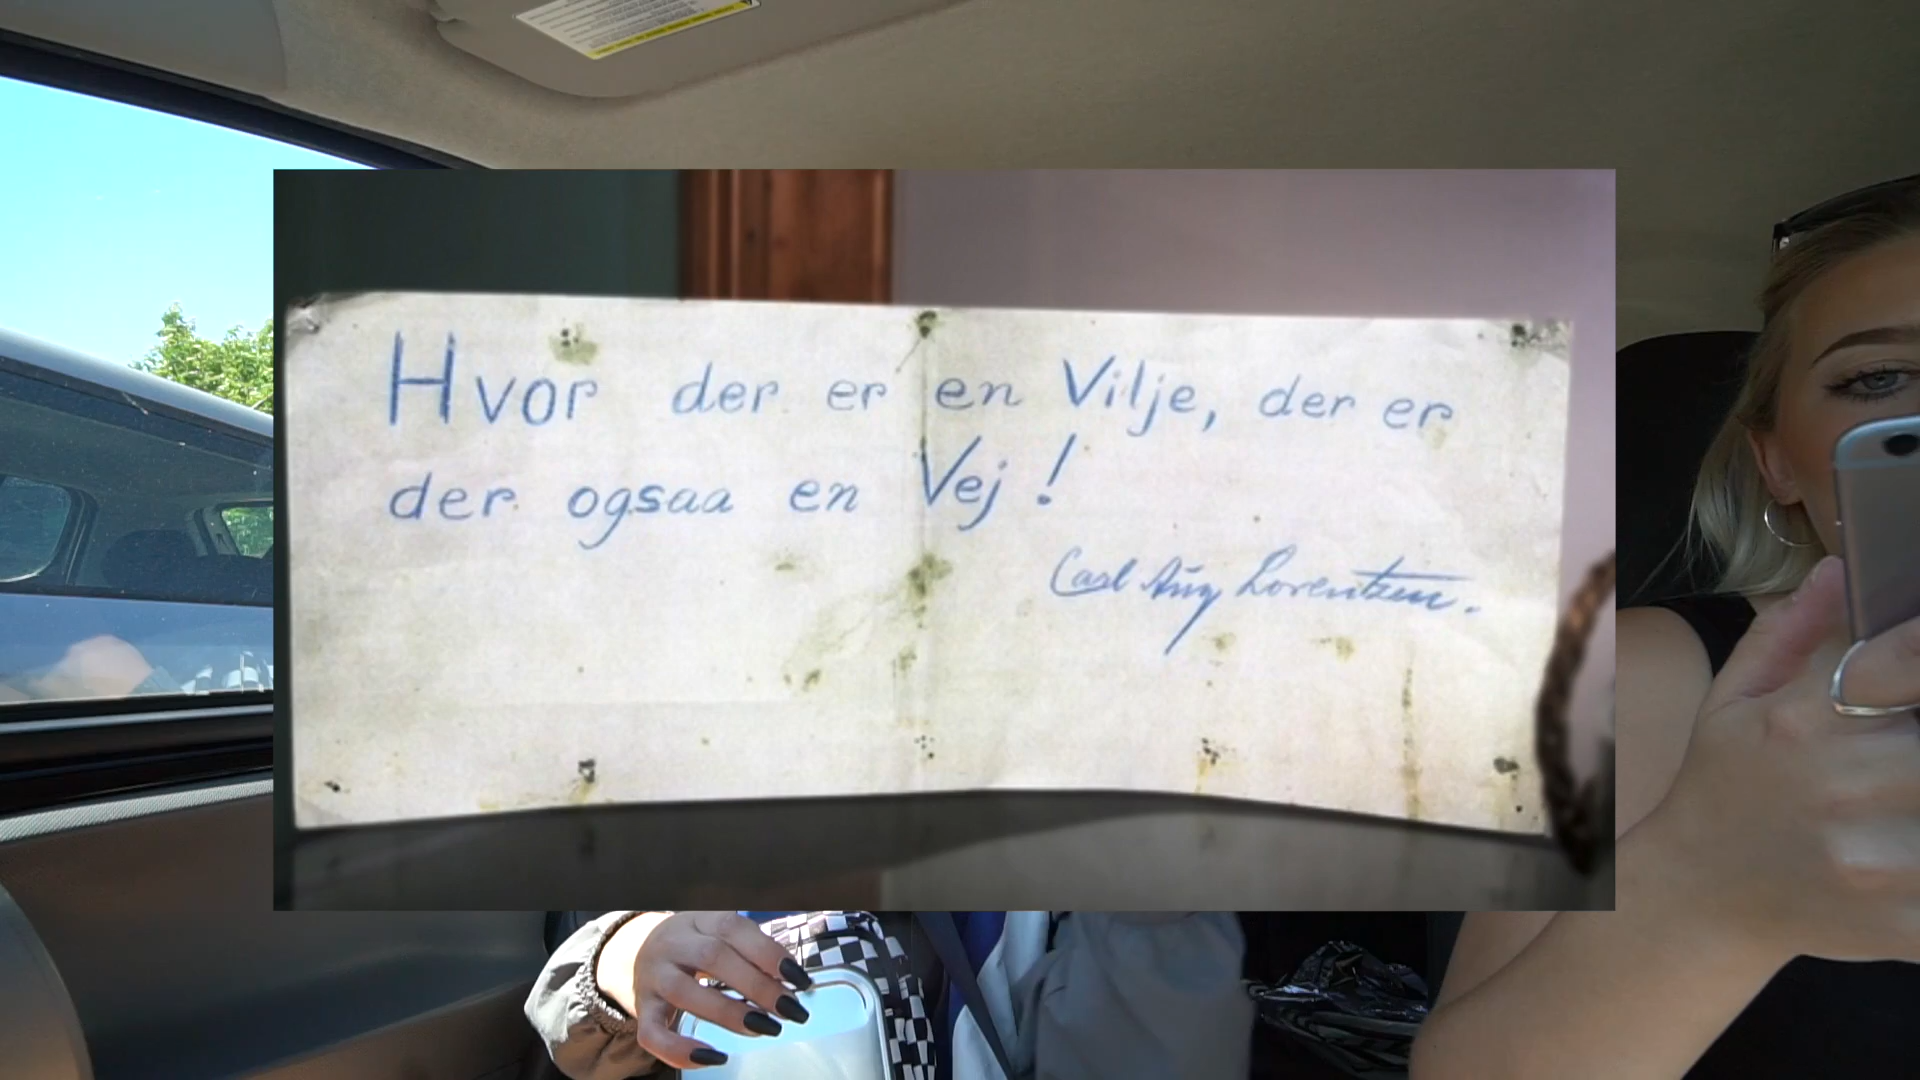 Hvor der er en Vilje, der er
der ogsaa en Vej!
Carl Aug Lorentzen.